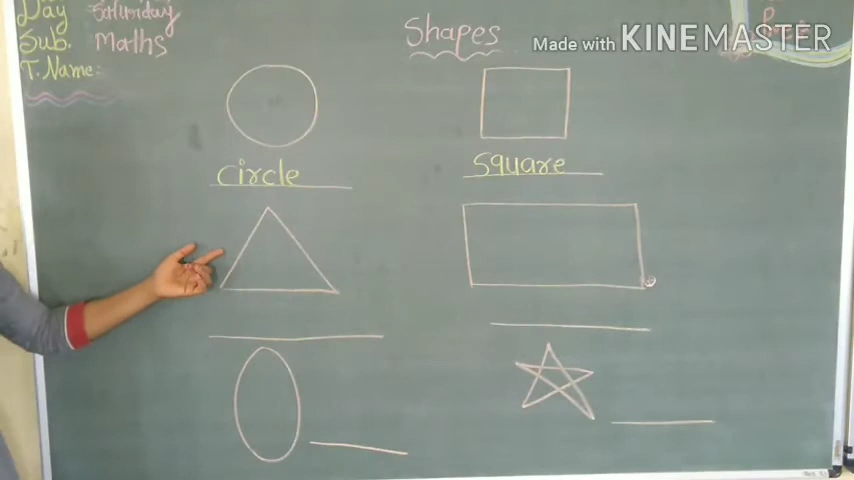 Day Saturday
Sub. Maths
T. Name:
Shapes
Made with KINEMASTER
Circle
Square